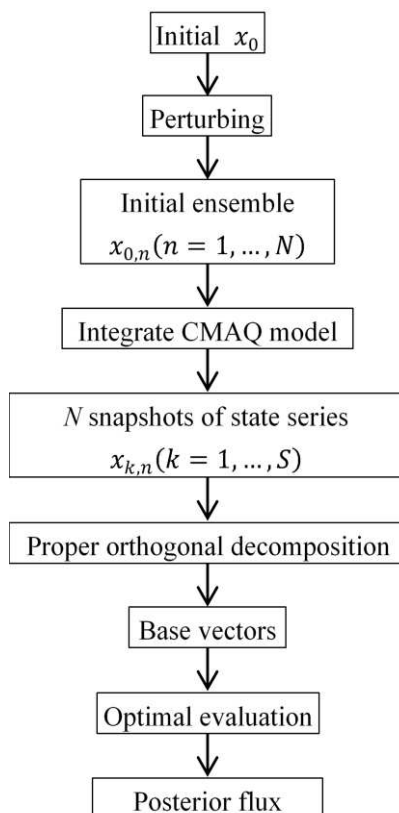 Initial x₀
Perturbing
Initial ensemble
x₀,ₙ(n = 1, …, N)
Integrate CMAQ model
N snapshots of state series
xₖ,ₙ(k = 1, …, S)
Proper orthogonal decomposition
Base vectors
Optimal evaluation
Posterior flux